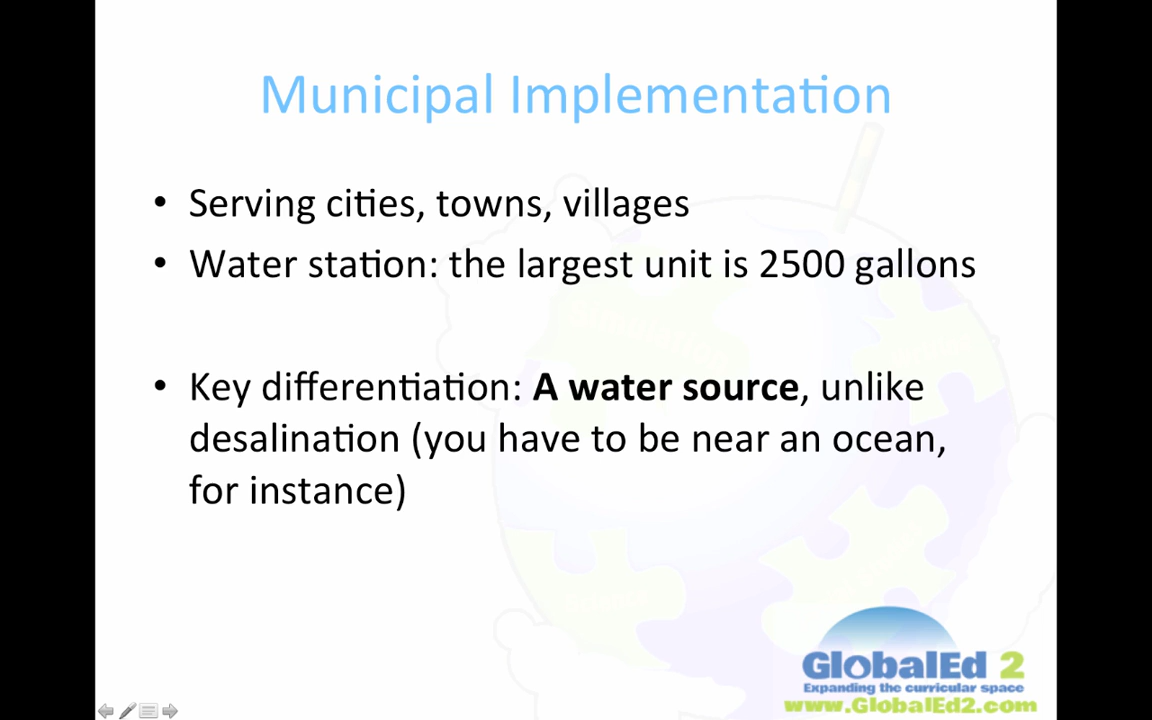 Municipal Implementation
• Serving cities, towns, villages
• Water station: the largest unit is 2500 gallons
• Key differentiation: A water source, unlike
desalination (you have to be near an ocean,
for instance)
Simulation
Science
GlobalEd 2
Expanding the curricular space
www.GlobalEd2.com